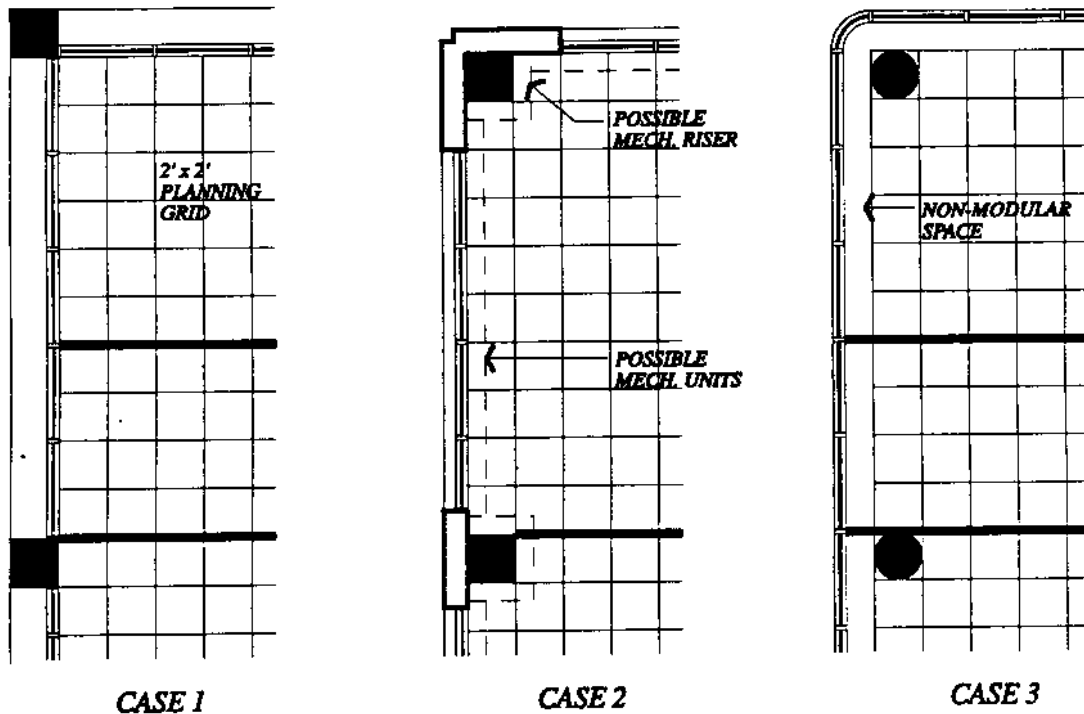 2' x 2'
PLANNING
GRID
POSSIBLE
MECH. RISER
POSSIBLE
MECH. UNITS
NON-MODULAR
SPACE
CASE 1
CASE 2
CASE 3